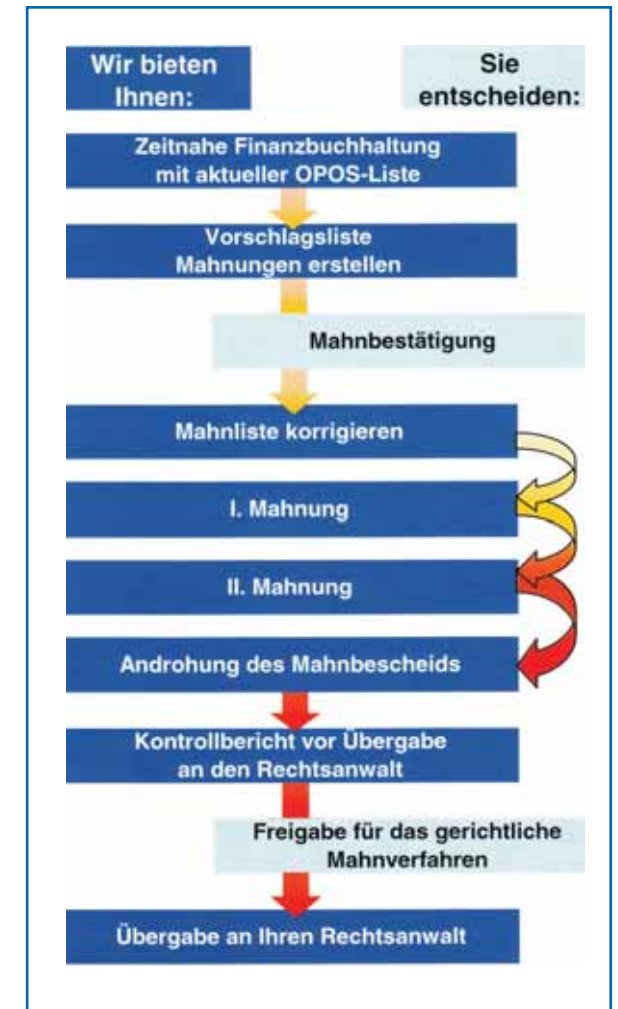 Wir bieten
Ihnen:
Sie
entscheiden:
Zeitnahe Finanzbuchhaltung
mit aktueller OPOS-Liste
Vorschlagsliste
Mahnungen erstellen
Mahnbestätigung
Mahnliste korrigieren
I. Mahnung
II. Mahnung
Androhung des Mahnbescheids
Kontrollbericht vor Übergabe
an den Rechtsanwalt
Freigabe für das gerichtliche
Mahnverfahren
Übergabe an Ihren Rechtsanwalt